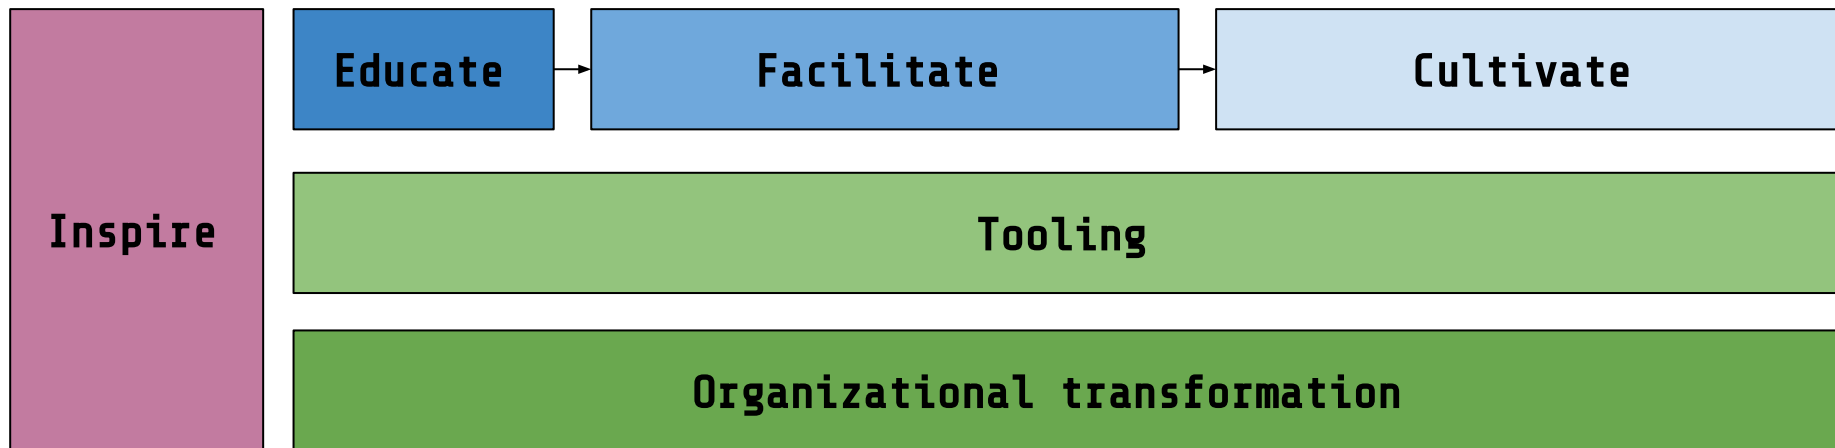 Inspire
Educate
Facilitate
Cultivate
Tooling
Organizational transformation